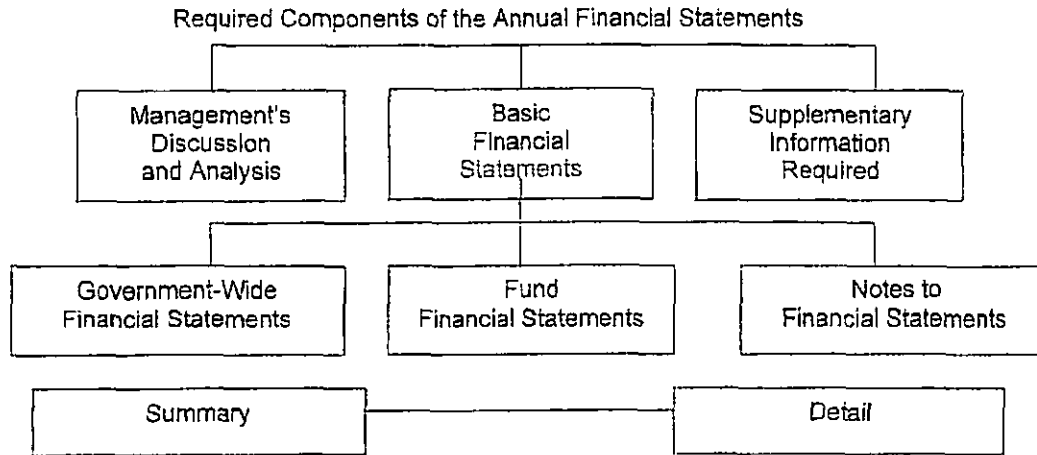 Required Components of the Annual Financial Statements
Management's
Discussion
and Analysis
Basic
Financial
Statements
Supplementary
Information
Required
Government-Wide
Financial Statements
Fund
Financial Statements
Notes to
Financial Statements
Summary
Detail